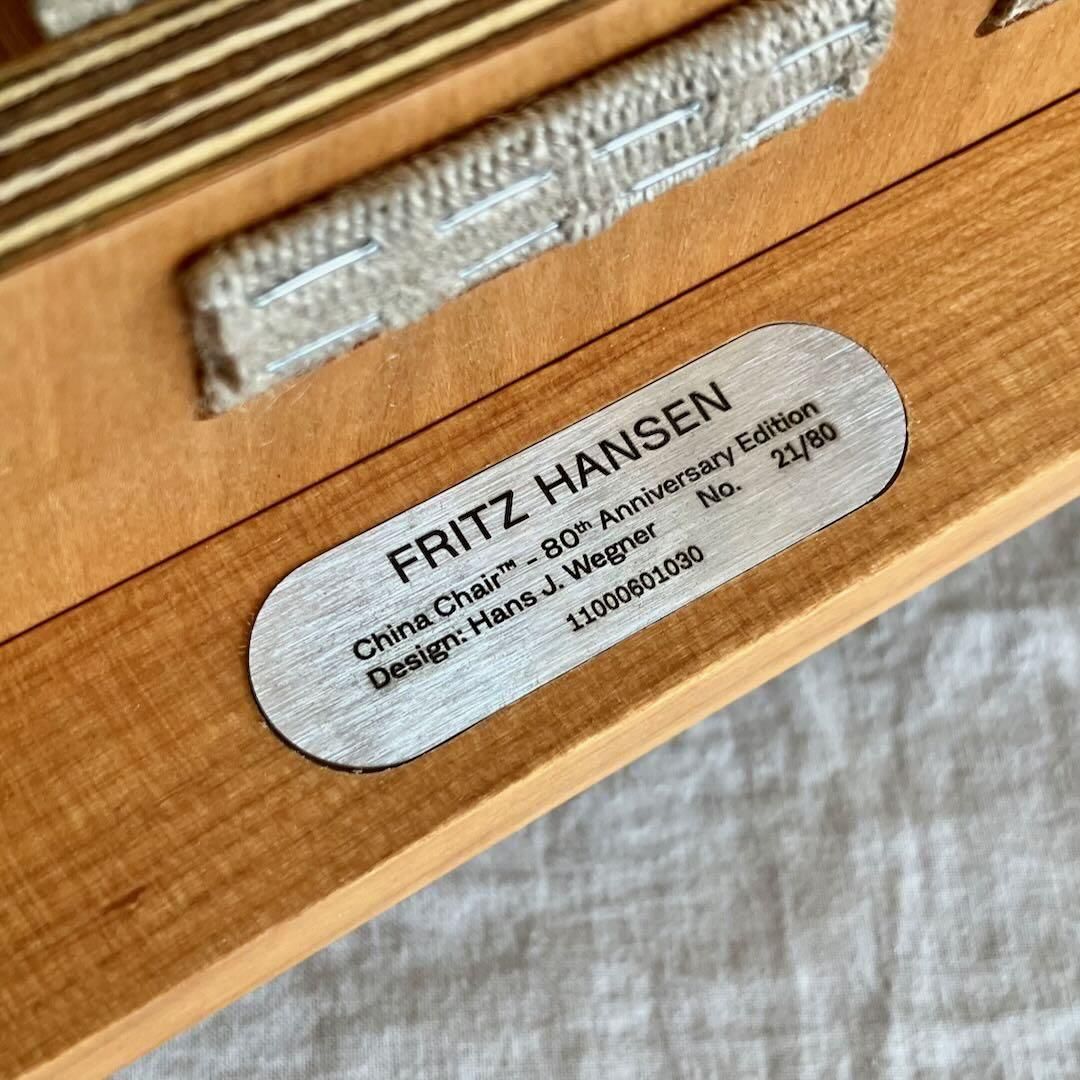 FRITZ HANSEN
China Chair™ - 80th Anniversary Edition
Design: Hans J. Wegner No. 21/80
11000601030